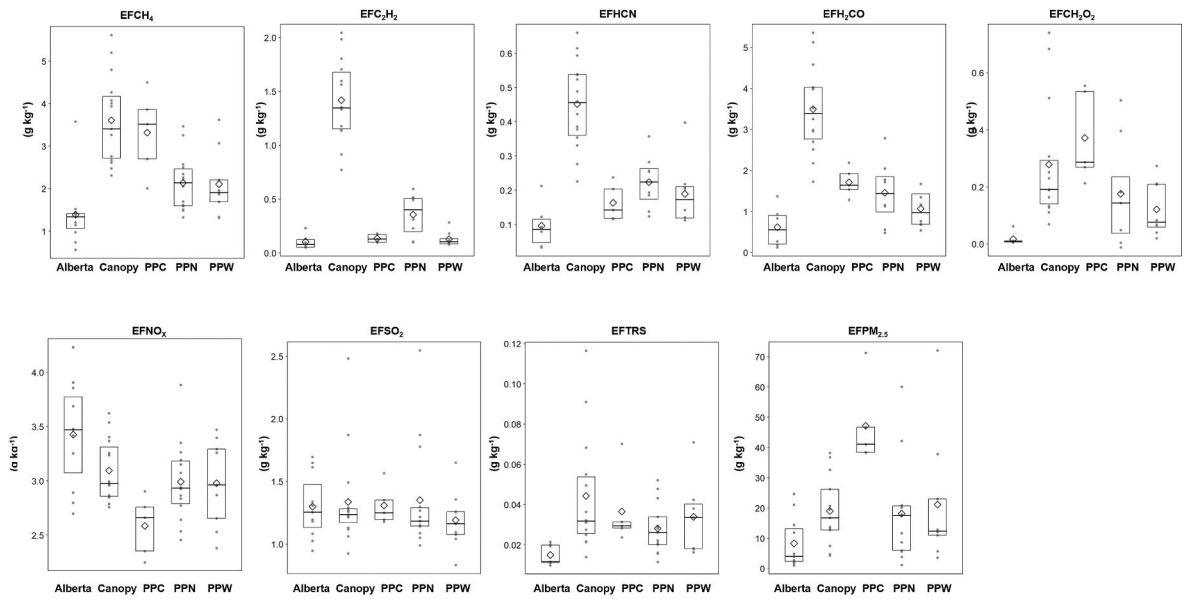 EFCH₄ EFC₂H₂ EFHCN EFH₂CO EFCH₂O₂
(g kg⁻¹) (g kg⁻¹) (g kg⁻¹) (g kg⁻¹) (g kg⁻¹)
5 4 3 2 1
2.0 1.5 1.0 0.5 0.0
0.6 0.5 0.4 0.3 0.2 0.1
5 4 3 2 1 0
0.6 0.4 0.2 0.0
Alberta Canopy PPC PPN PPW Alberta Canopy PPC PPN PPW Alberta Canopy PPC PPN PPW Alberta Canopy PPC PPN PPW Alberta Canopy PPC PPN PPW
EFNOₓ EFSO₂ EFTRS EFPM₂.₅
(g kg⁻¹) (g kg⁻¹) (g kg⁻¹) (g kg⁻¹)
4.0 3.5 3.0 2.5
2.5 2.0 1.5 1.0
0.12 0.10 0.08 0.06 0.04 0.02
70 60 50 40 30 20 10 0
Alberta Canopy PPC PPN PPW Alberta Canopy PPC PPN PPW Alberta Canopy PPC PPN PPW Alberta Canopy PPC PPN PPW